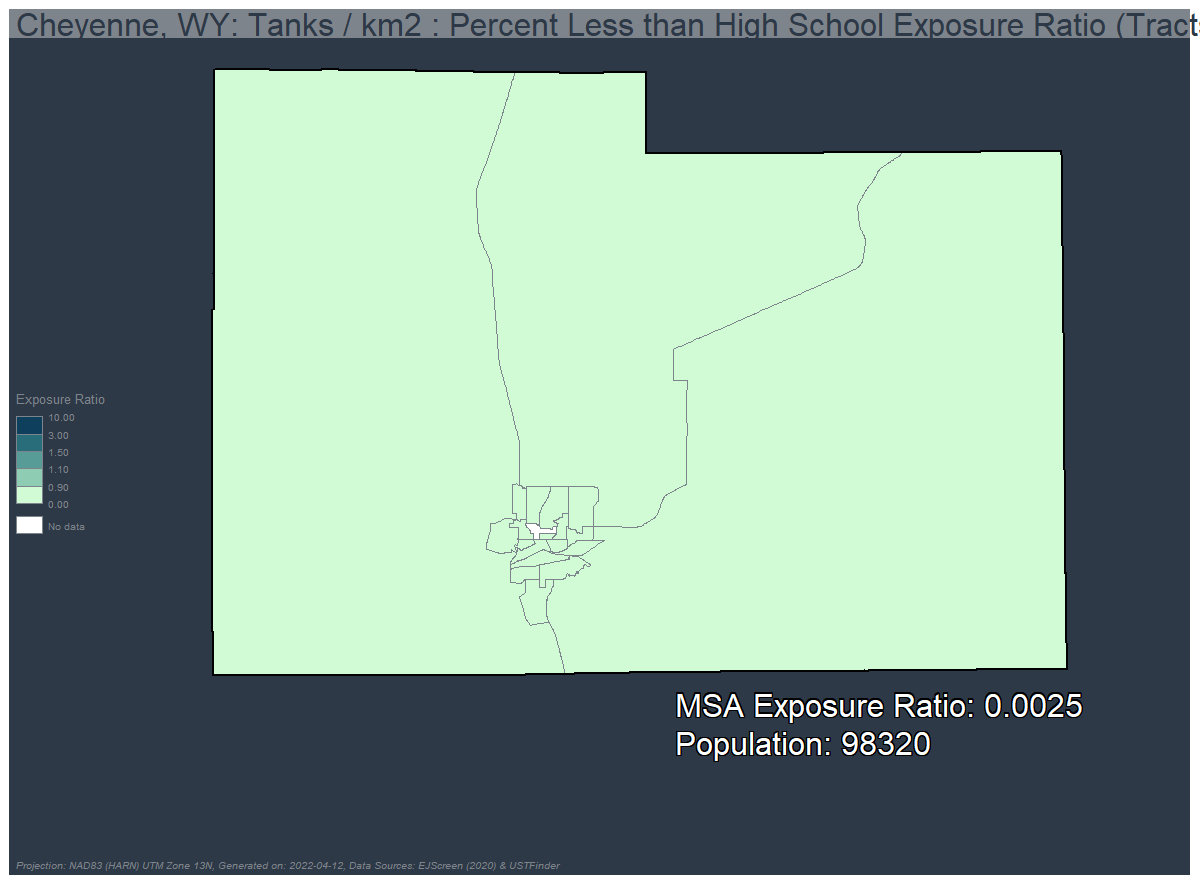 Cheyenne, WY: Tanks / km2 : Percent Less than High School Exposure Ratio (Tracts
Exposure Ratio
10.00
3.00
1.50
1.10
0.90
0.00
No data
MSA Exposure Ratio: 0.0025
Population: 98320
Projection: NAD83 (HARN) UTM Zone 13N, Generated on: 2022-04-12, Data Sources: EJScreen (2020) & USTFinder